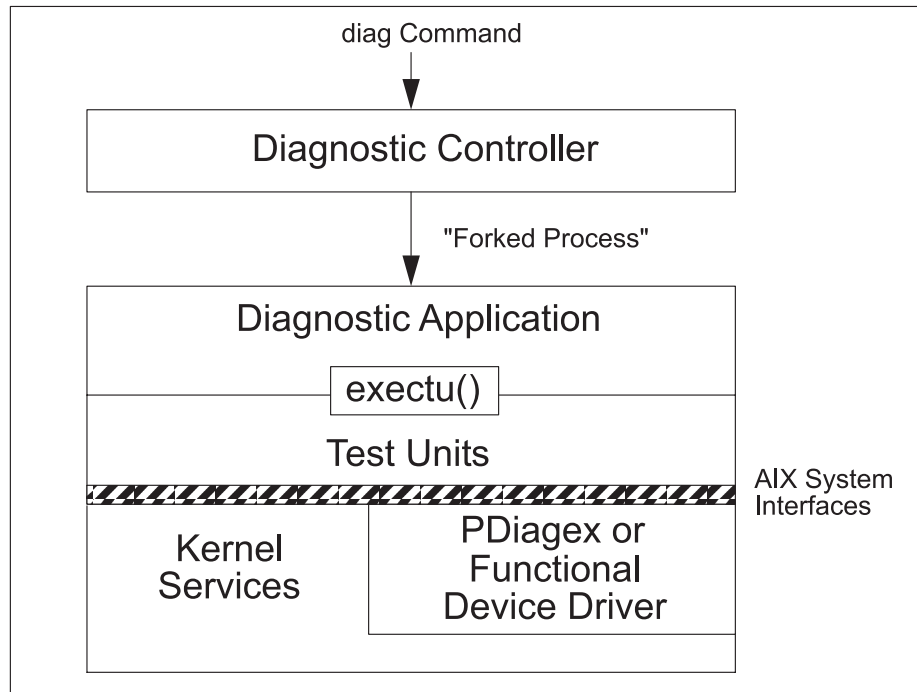 diag Command
Diagnostic Controller
"Forked Process"
Diagnostic Application
exectu()
Test Units
AIX System
Interfaces
Kernel
Services
PDiagex or
Functional
Device Driver